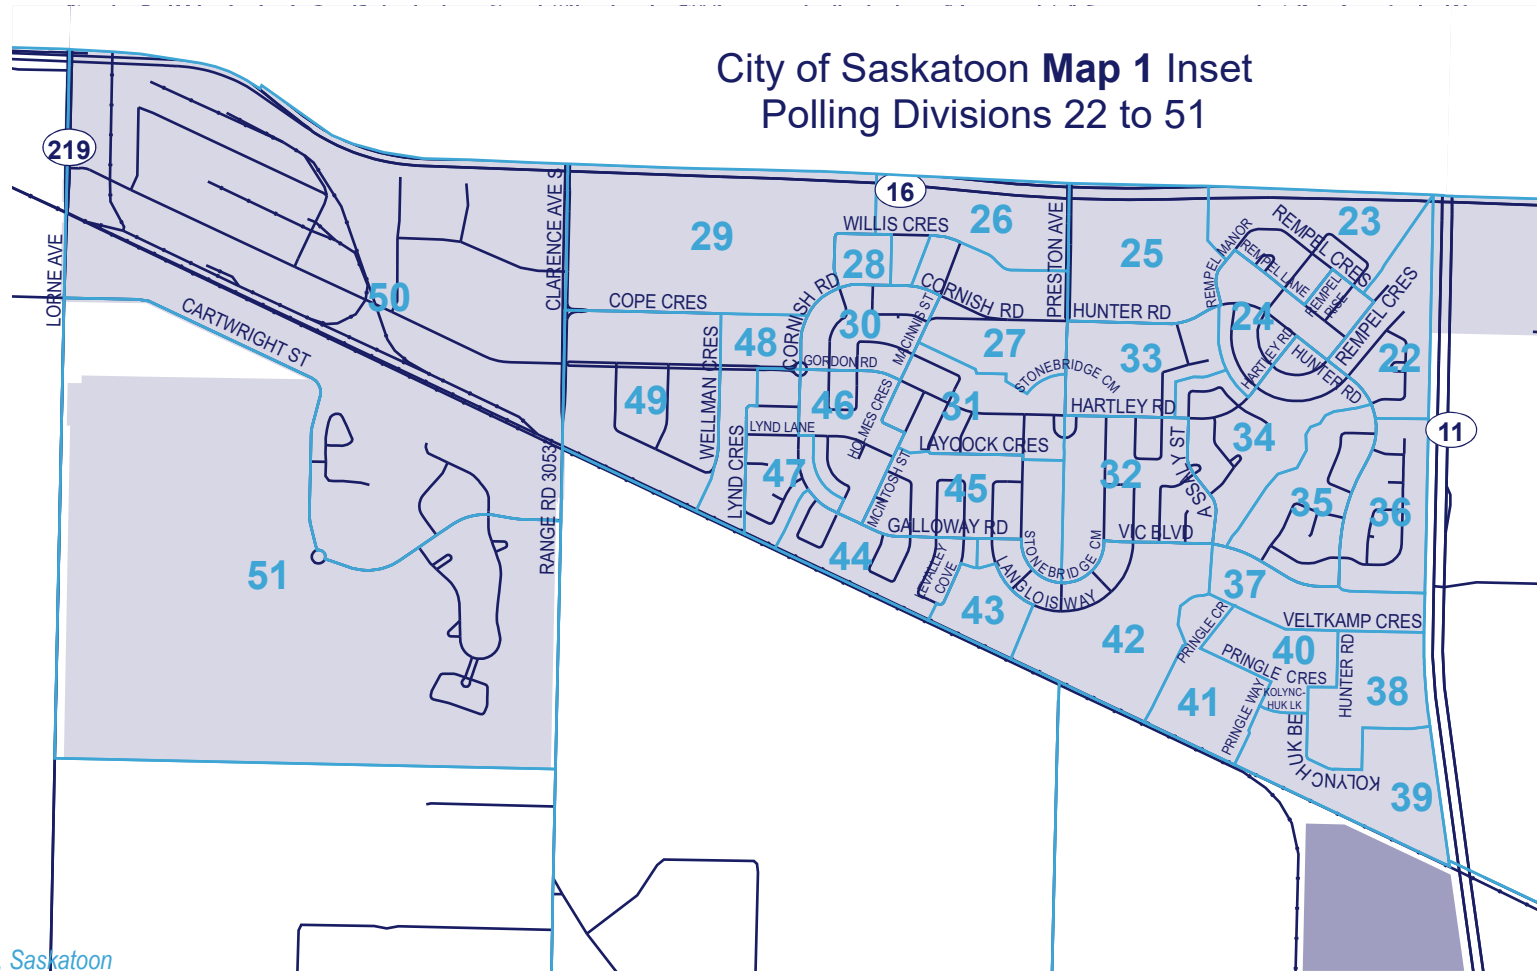 City of Saskatoon Map 1 Inset
Polling Divisions 22 to 51
219
16
11
LORNE AVE
CARTWRIGHT ST
50
51
CLARENCE AVE S
RANGE RD 3053
29
COPE CRES
48
49
WELLMAN CRES
WILLIS CRES
26
28
CORNISH RD
CORNISH RD
30
MACINNIS ST
PRESTON AVE
27
GORDON RD
STONEBRIDGE CM
46
31
HOLMES CRES
LYND LANE
LYND CRES
47
LAYCOCK CRES
MCINTOSH ST
45
GALLOWAY RD
44
LEVALLEY
COVE
43
LANGLOIS WAY
STONEBRIDGE CM
25
HUNTER RD
33
HARTLEY RD
32
VIC BLVD
42
REMPEL MANOR
REMPEL LANE
REMPEL CRES
23
REMPEL
RISE
REMPEL CRES
24
HARTLEY RD
HUNTER RD
22
34
35
36
37
VELTKAMP CRES
PRINGLE CR
PRINGLE CRES
40
KOLYNC-
HUK LK
HUNTER RD
38
41
PRINGLE WAY
KOLYNCHUK BE
39
Saskatoon